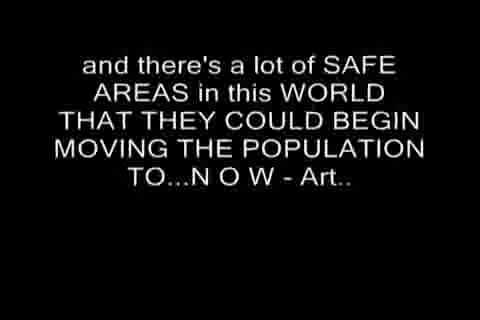 and there's a lot of SAFE
AREAS in this WORLD
THAT THEY COULD BEGIN
MOVING THE POPULATION
TO...N O W - Art..